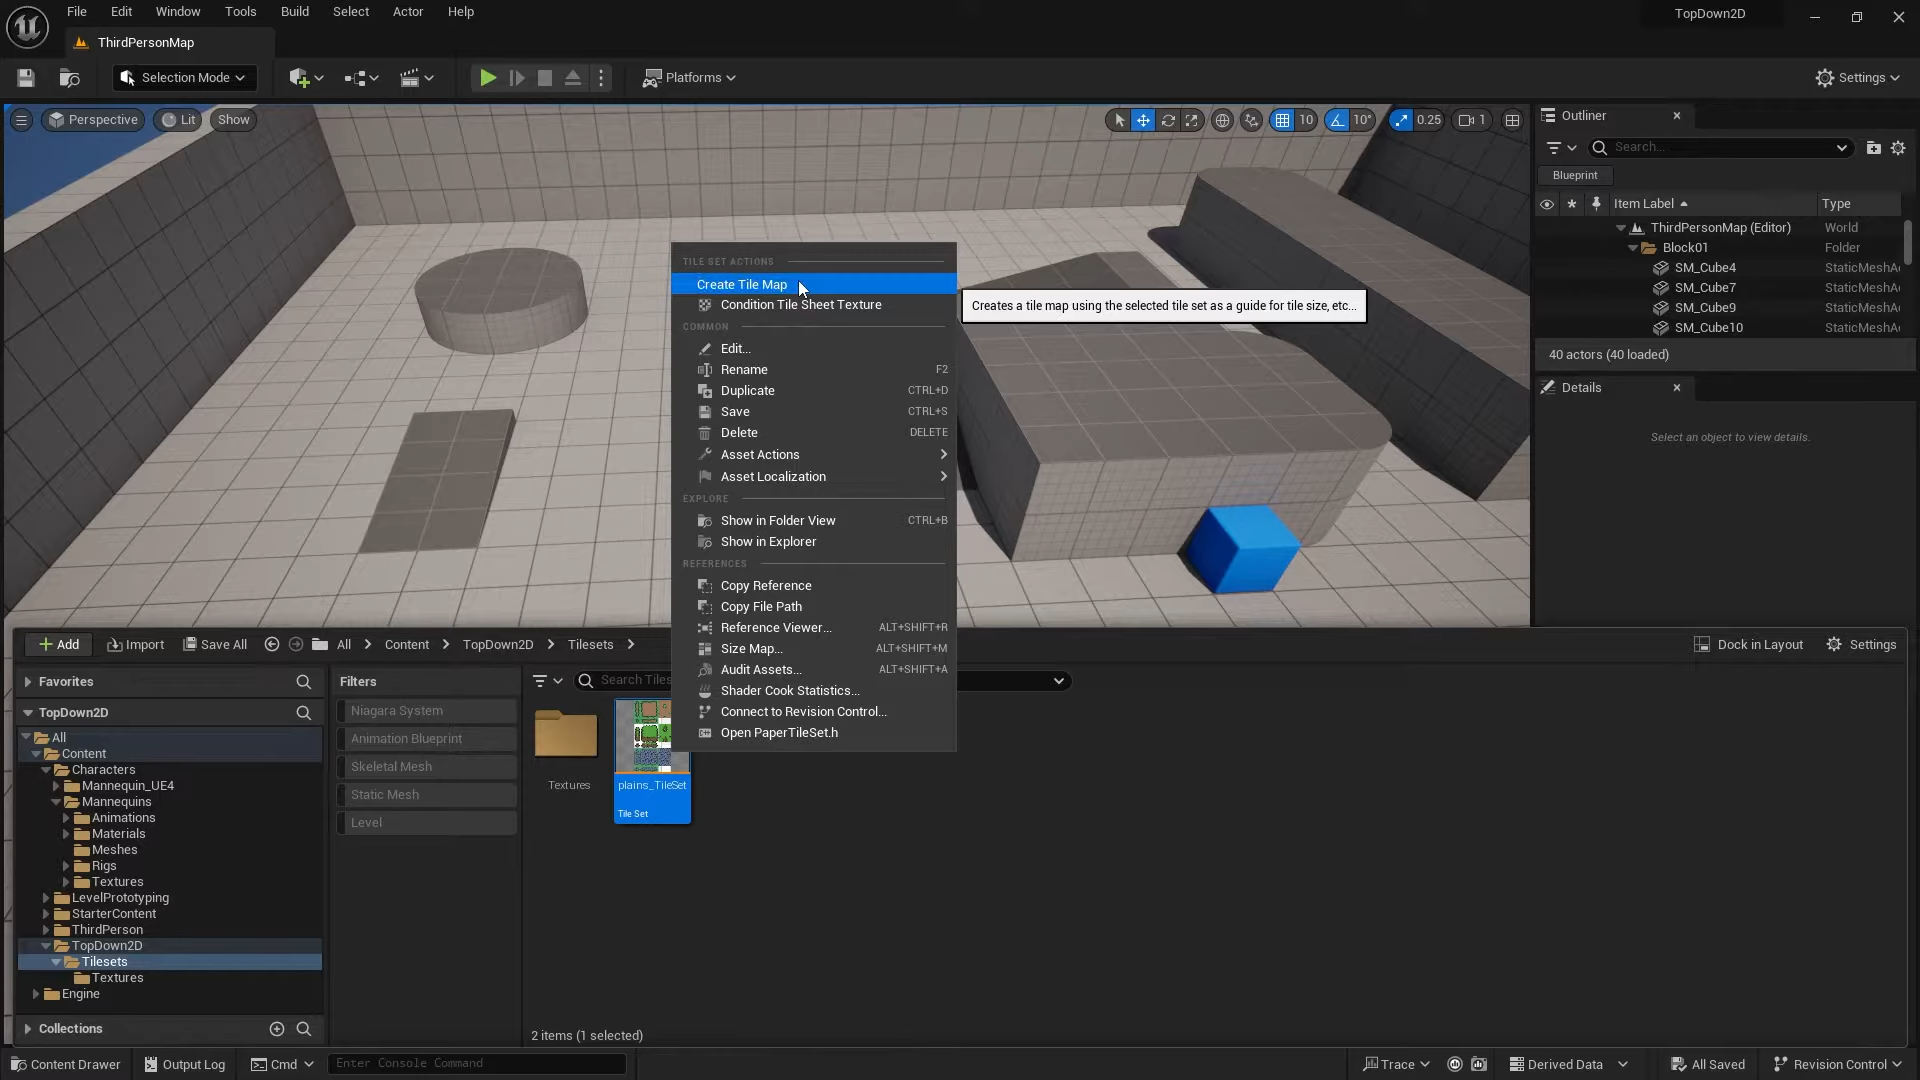 File Edit Window Tools Build Select Actor Help
TopDown2D
ThirdPersonMap
Selection Mode
Platforms
Settings
Perspective
Lit
Show
10
10°
0.25
1
Outliner
Search...
Blueprint
Item Label
Type
ThirdPersonMap (Editor) World
Block01 Folder
SM_Cube4 StaticMeshA
SM_Cube7 StaticMeshA
SM_Cube9 StaticMeshA
SM_Cube10 StaticMeshA
40 actors (40 loaded)
Details
Select an object to view details.
TILE SET ACTIONS
Create Tile Map
Condition Tile Sheet Texture
Creates a tile map using the selected tile set as a guide for tile size, etc...
COMMON
Edit...
Rename F2
Duplicate CTRL+D
Save CTRL+S
Delete DELETE
Asset Actions
Asset Localization
EXPLORE
Show in Folder View CTRL+B
Show in Explorer
REFERENCES
Copy Reference
Copy File Path
Reference Viewer... ALT+SHIFT+R
Size Map... ALT+SHIFT+M
Audit Assets... ALT+SHIFT+A
Shader Cook Statistics...
Connect to Revision Control...
Open PaperTileSet.h
Add
Import
Save All
All
Content
TopDown2D
Tilesets
Dock in Layout
Settings
Favorites
TopDown2D
All
Content
Characters
Mannequin_UE4
Mannequins
Animations
Materials
Meshes
Rigs
Textures
LevelPrototyping
StarterContent
ThirdPerson
TopDown2D
Tilesets
Textures
Engine
Collections
Filters
Niagara System
Animation Blueprint
Skeletal Mesh
Static Mesh
Level
Search Tiles
Textures
plains_TileSet
Tile Set
2 items (1 selected)
Content Drawer
Output Log
Cmd
Enter Console Command
Trace
Derived Data
All Saved
Revision Control